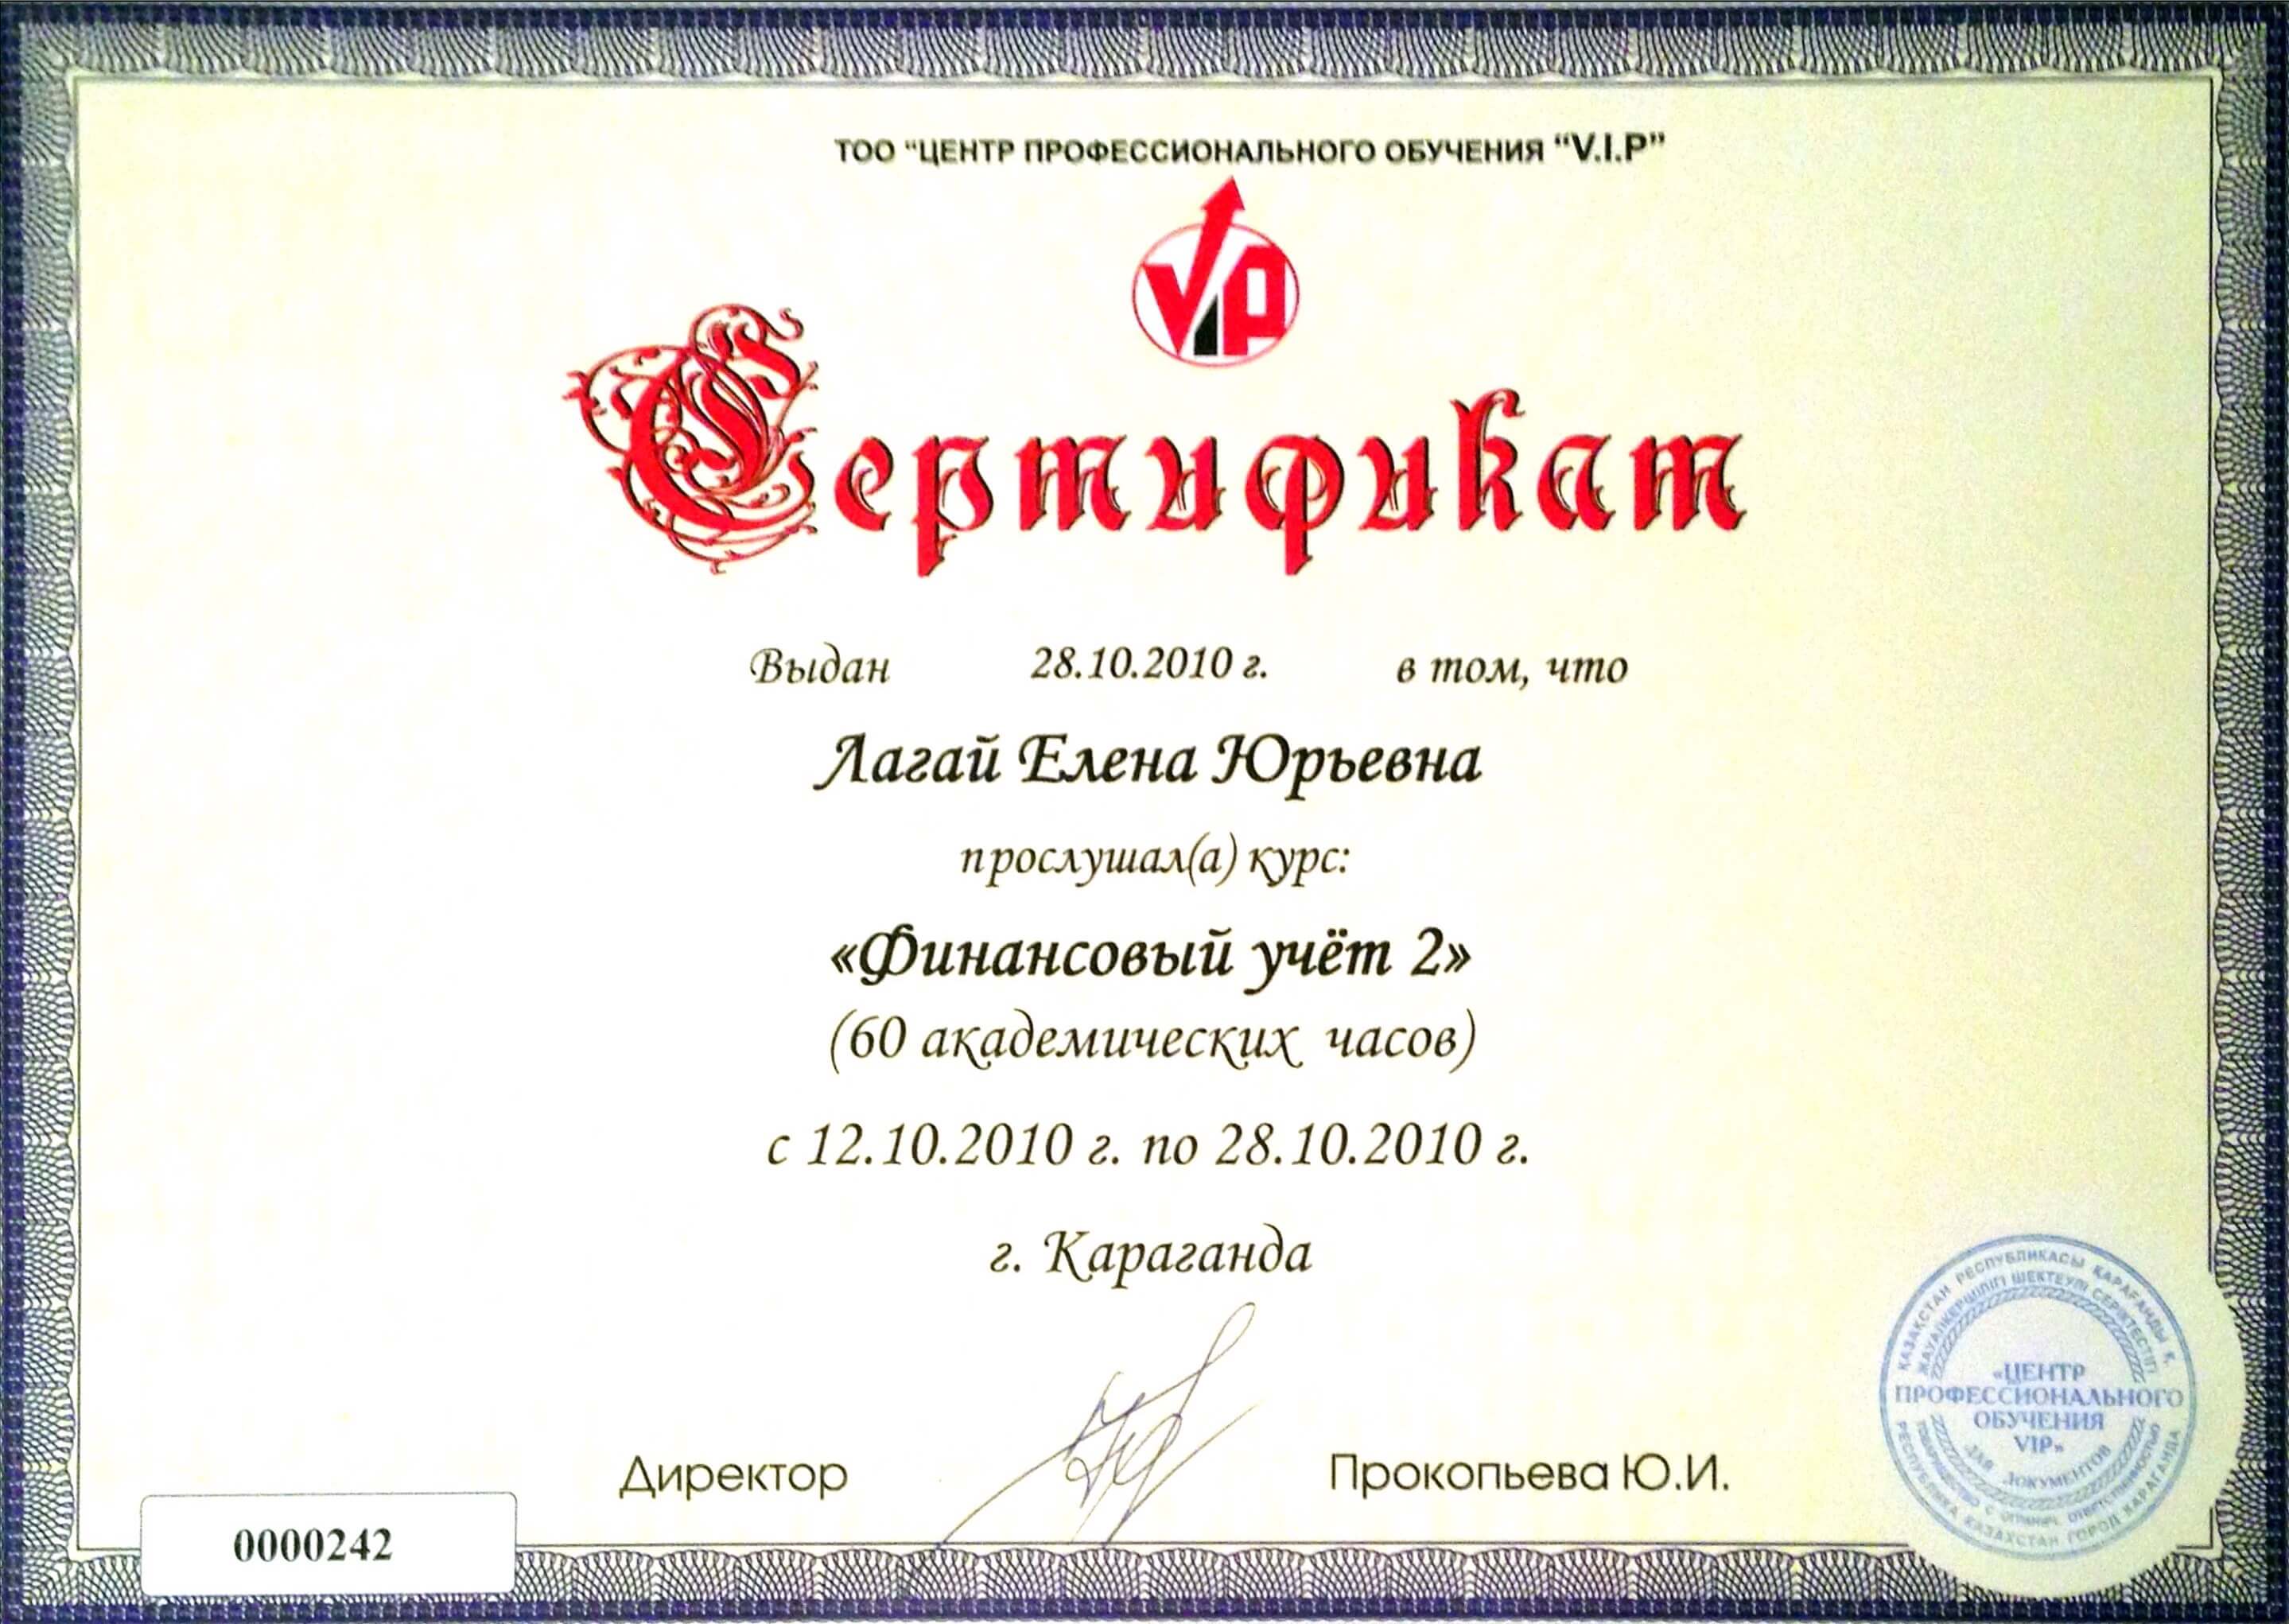 ТОО "ЦЕНТР ПРОФЕССИОНАЛЬНОГО ОБУЧЕНИЯ "V.I.P"
VIP
Сертификат
Выдан 28.10.2010 г. в том, что
Лагай Елена Юрьевна
прослушал(а) курс:
«Финансовый учёт 2»
(60 академических часов)
с 12.10.2010 г. по 28.10.2010 г.
г. Караганда
Директор Прокопьева Ю.И.
0000242
ҚАЗАҚСТАН РЕСПУБЛИКАСЫ ҚАРАҒАНДЫ Қ.
ЖАУАПКЕРШІЛІГІ ШЕКТЕУЛІ СЕРІКТЕСТІГІ
«ЦЕНТР
ПРОФЕССИОНАЛЬНОГО
ОБУЧЕНИЯ
VIP»
ДЛЯ ДОКУМЕНТОВ
ТОВАРИЩЕСТВО С ОГРАНИЧ. ОТВЕТСТВЕННОСТЬЮ
РЕСПУБЛИКА КАЗАХСТАН ГОРОД КАРАГАНДА